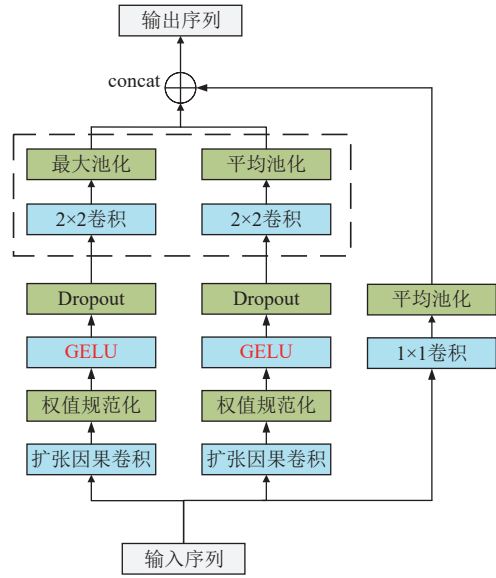 输出序列
concat
最大池化
平均池化
2×2卷积
2×2卷积
Dropout
Dropout
平均池化
GELU
GELU
1×1卷积
权值规范化
权值规范化
扩张因果卷积
扩张因果卷积
输入序列